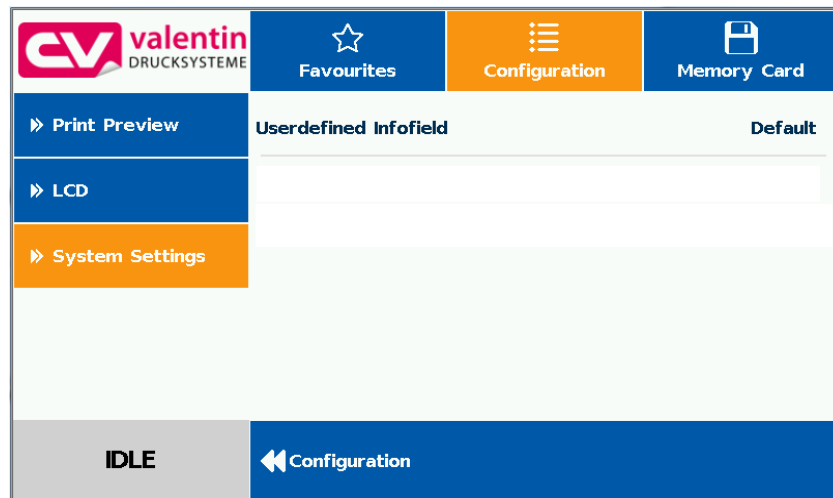 valentin
DRUCKSYSTEME
Favourites
Configuration
Memory Card
Print Preview
Userdefined Infofield
Default
LCD
System Settings
IDLE
Configuration